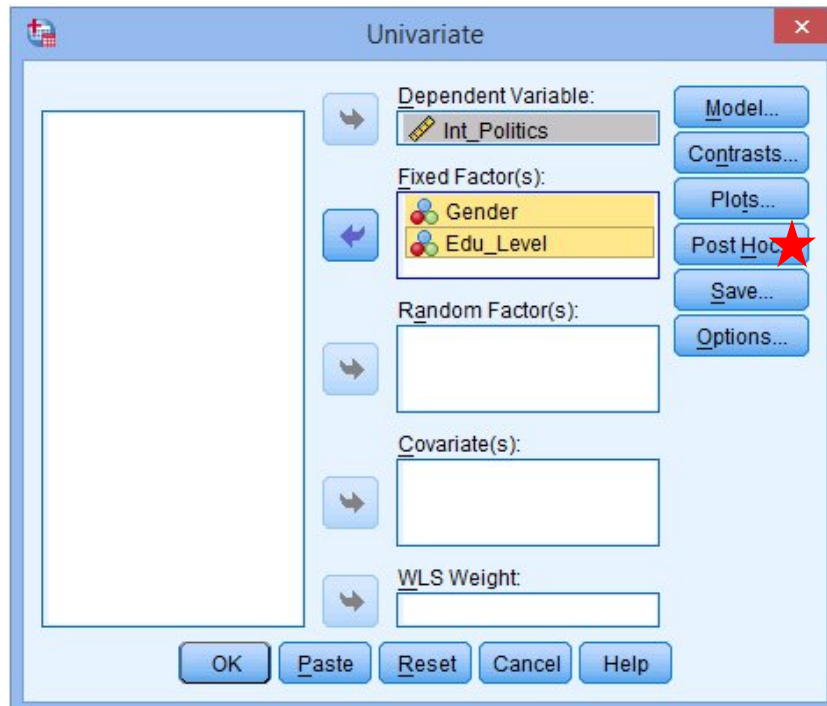 Univariate
Dependent Variable:
Int_Politics
Fixed Factor(s):
Gender
Edu_Level
Random Factor(s):
Covariate(s):
WLS Weight:
Model...
Contrasts...
Plots...
Post Hoc
Save...
Options...
OK Paste Reset Cancel Help